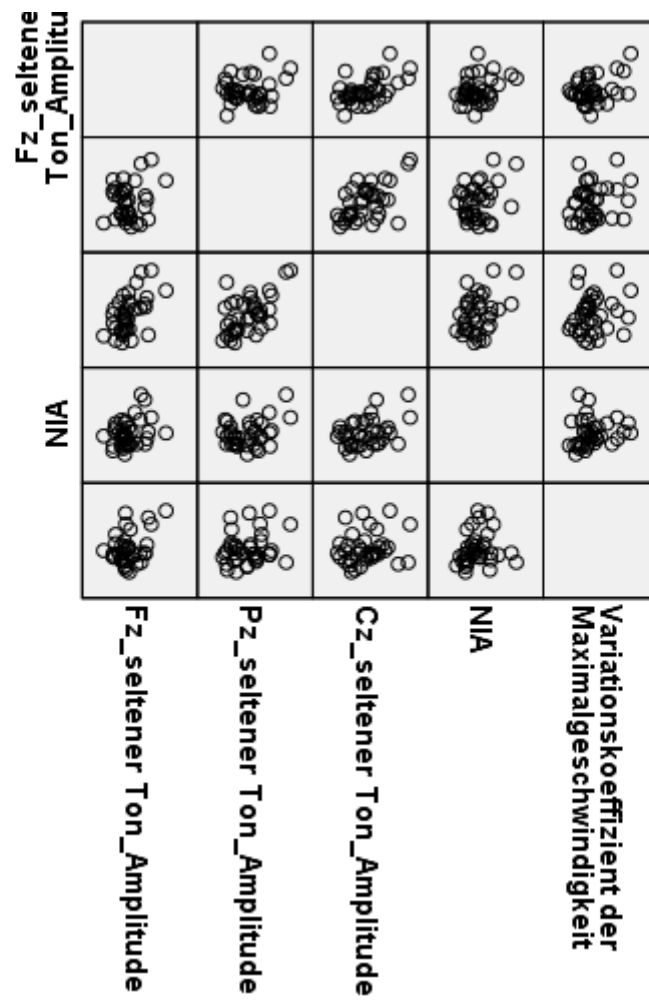 Fz_seltene
Ton_Amplitu
NIA
Fz_seltener Ton_Amplitude
Pz_seltener Ton_Amplitude
Cz_seltener Ton_Amplitude
NIA
Variationskoeffizient der
Maximalgeschwindigkeit